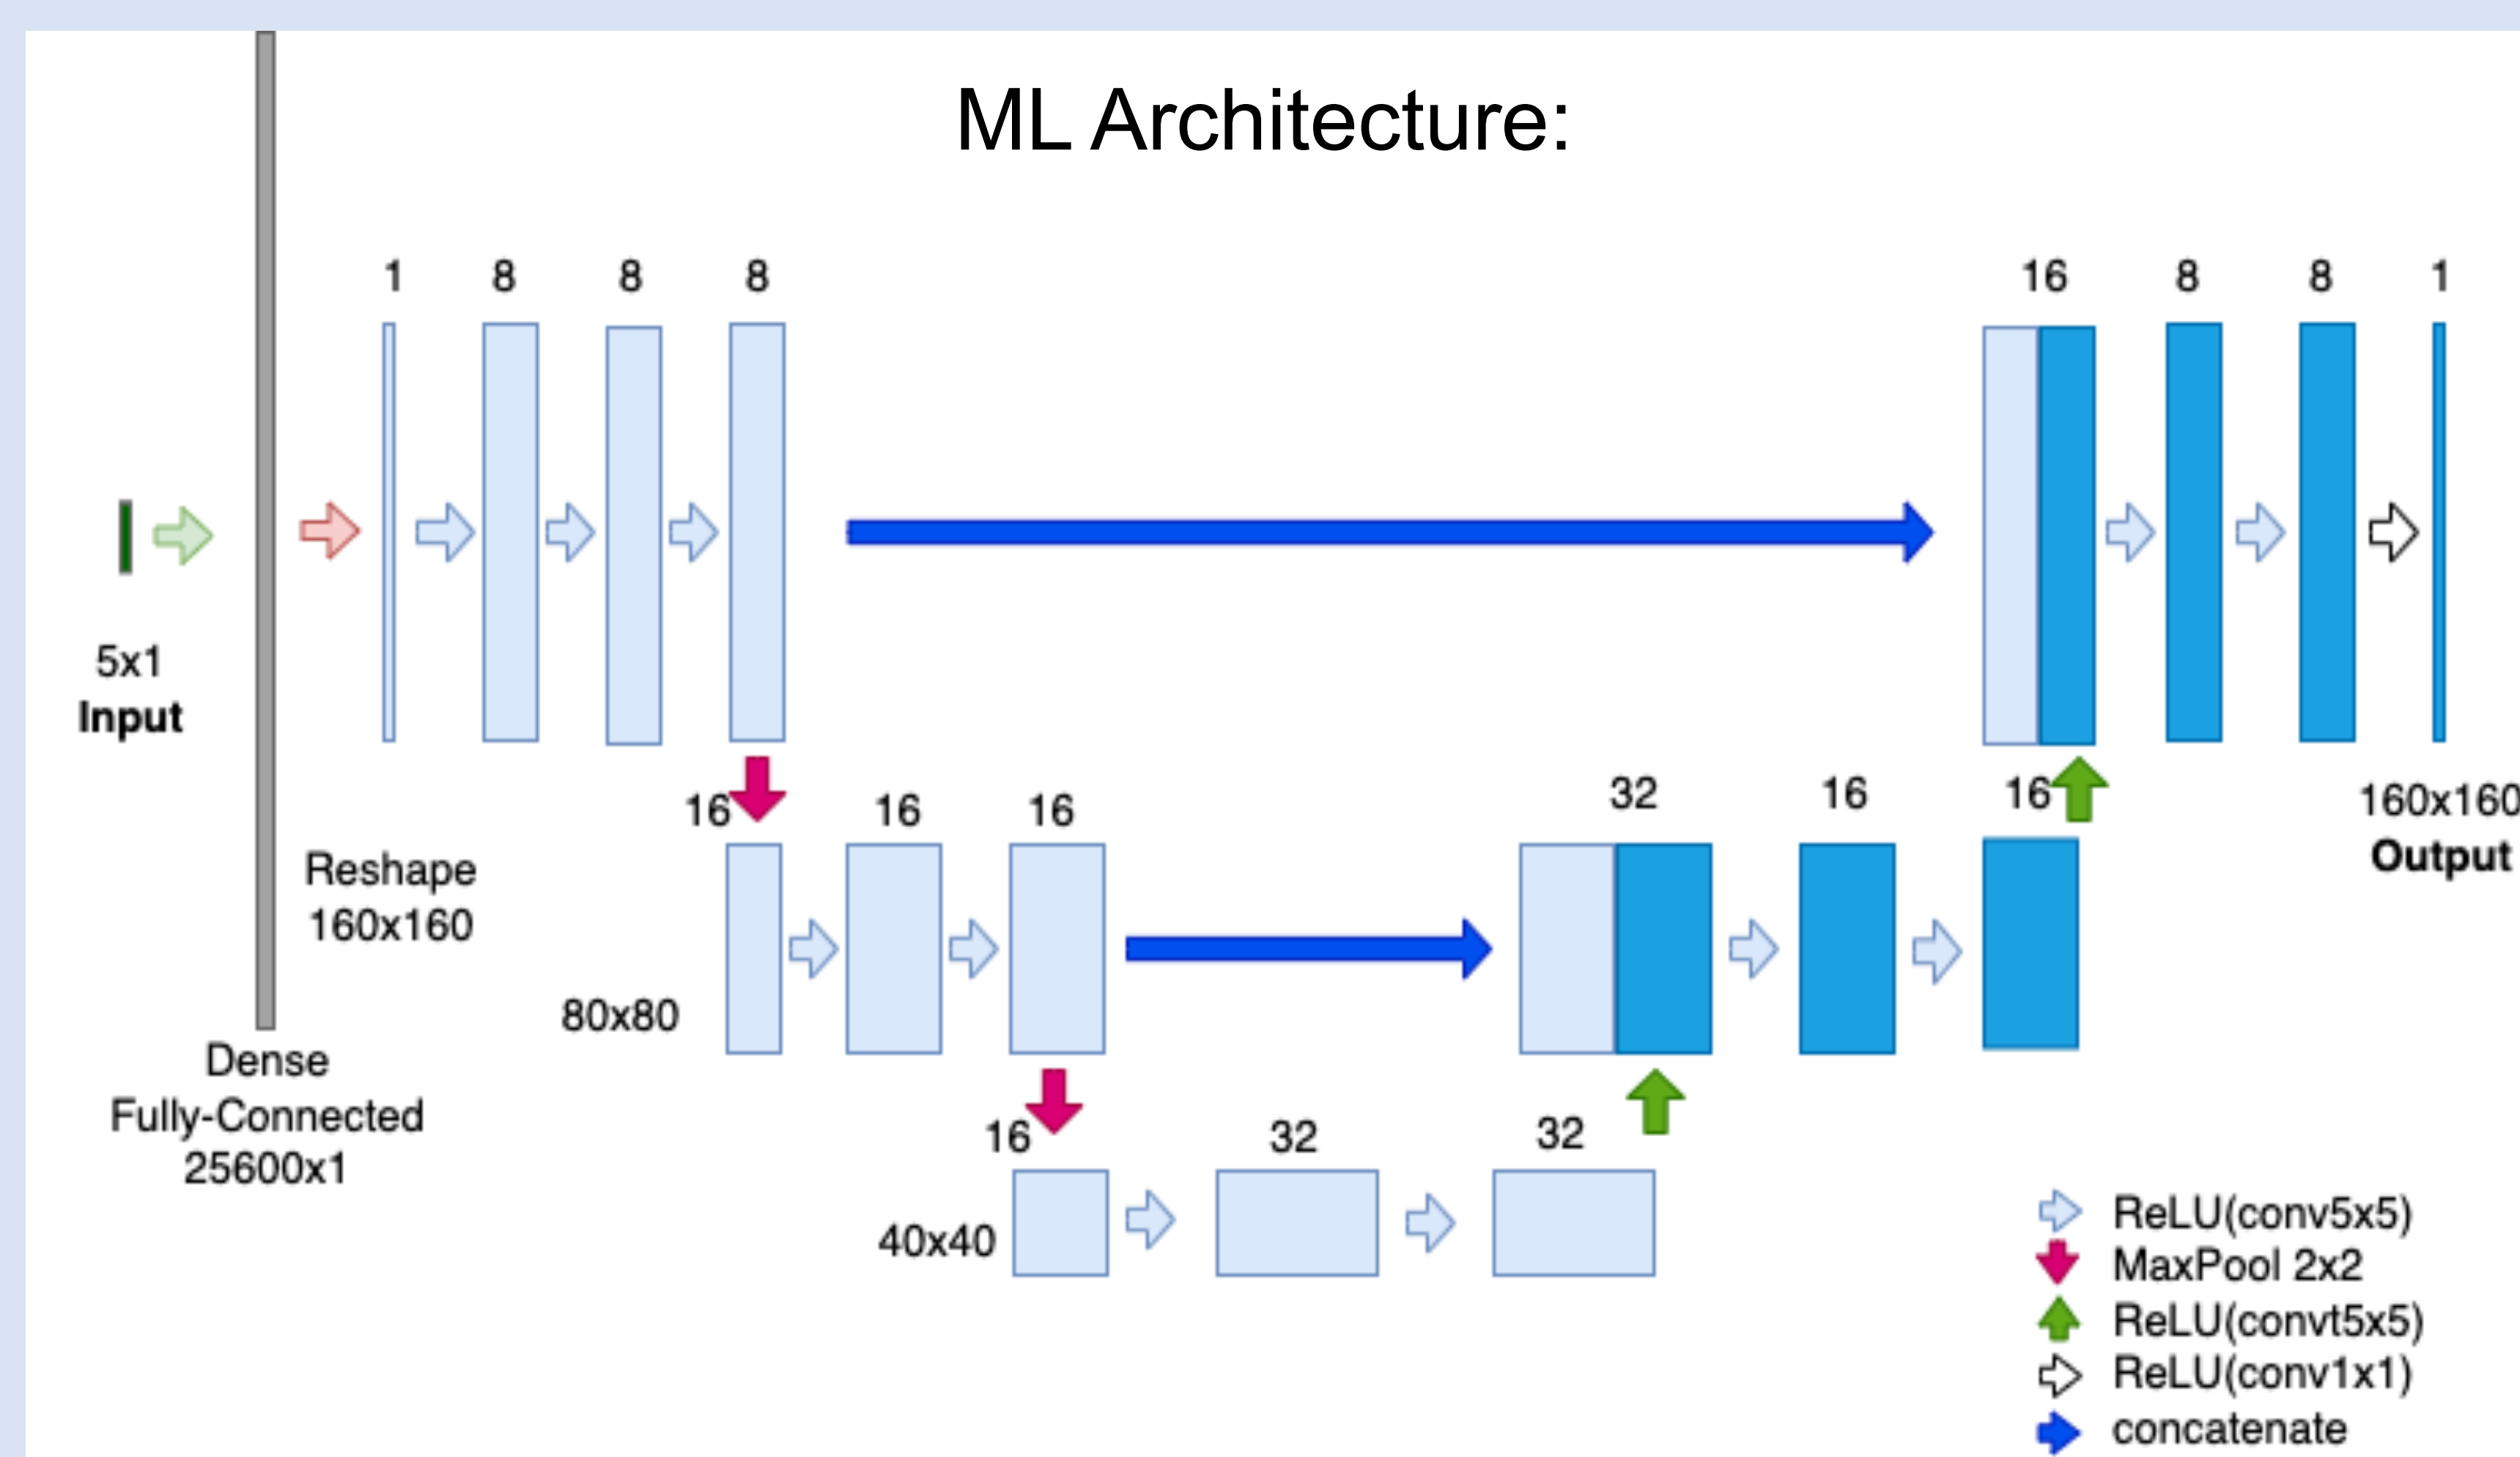 ML Architecture:
1 8 8 8
16 8 8 1
5x1
Input
16 16 16
32 16 16
160x160
Output
Reshape
160x160
80x80
Dense
Fully-Connected
25600x1
16 32 32
40x40
ReLU(conv5x5)
MaxPool 2x2
ReLU(convt5x5)
ReLU(conv1x1)
concatenate